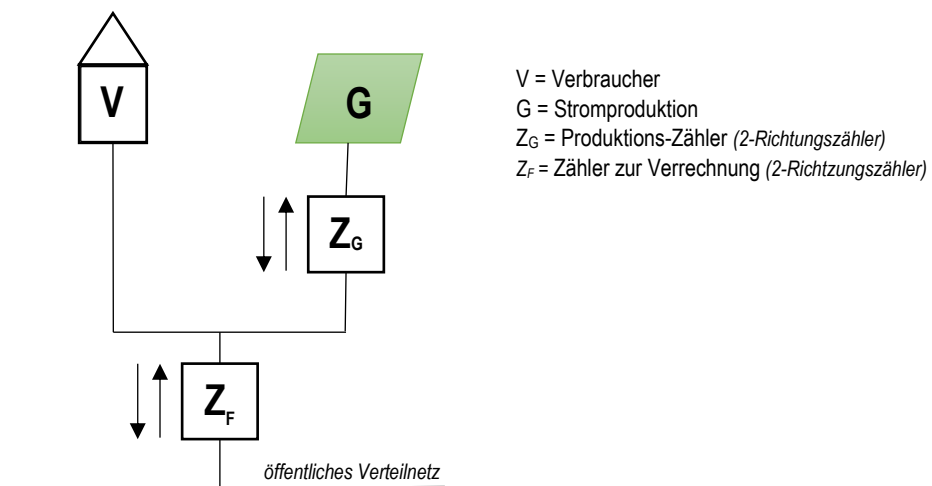 V
G
V = Verbraucher
G = Stromproduktion
ZG = Produktions-Zähler (2-Richtungszähler)
ZF = Zähler zur Verrechnung (2-Richtzungszähler)
ZG
ZF
öffentliches Verteilnetz